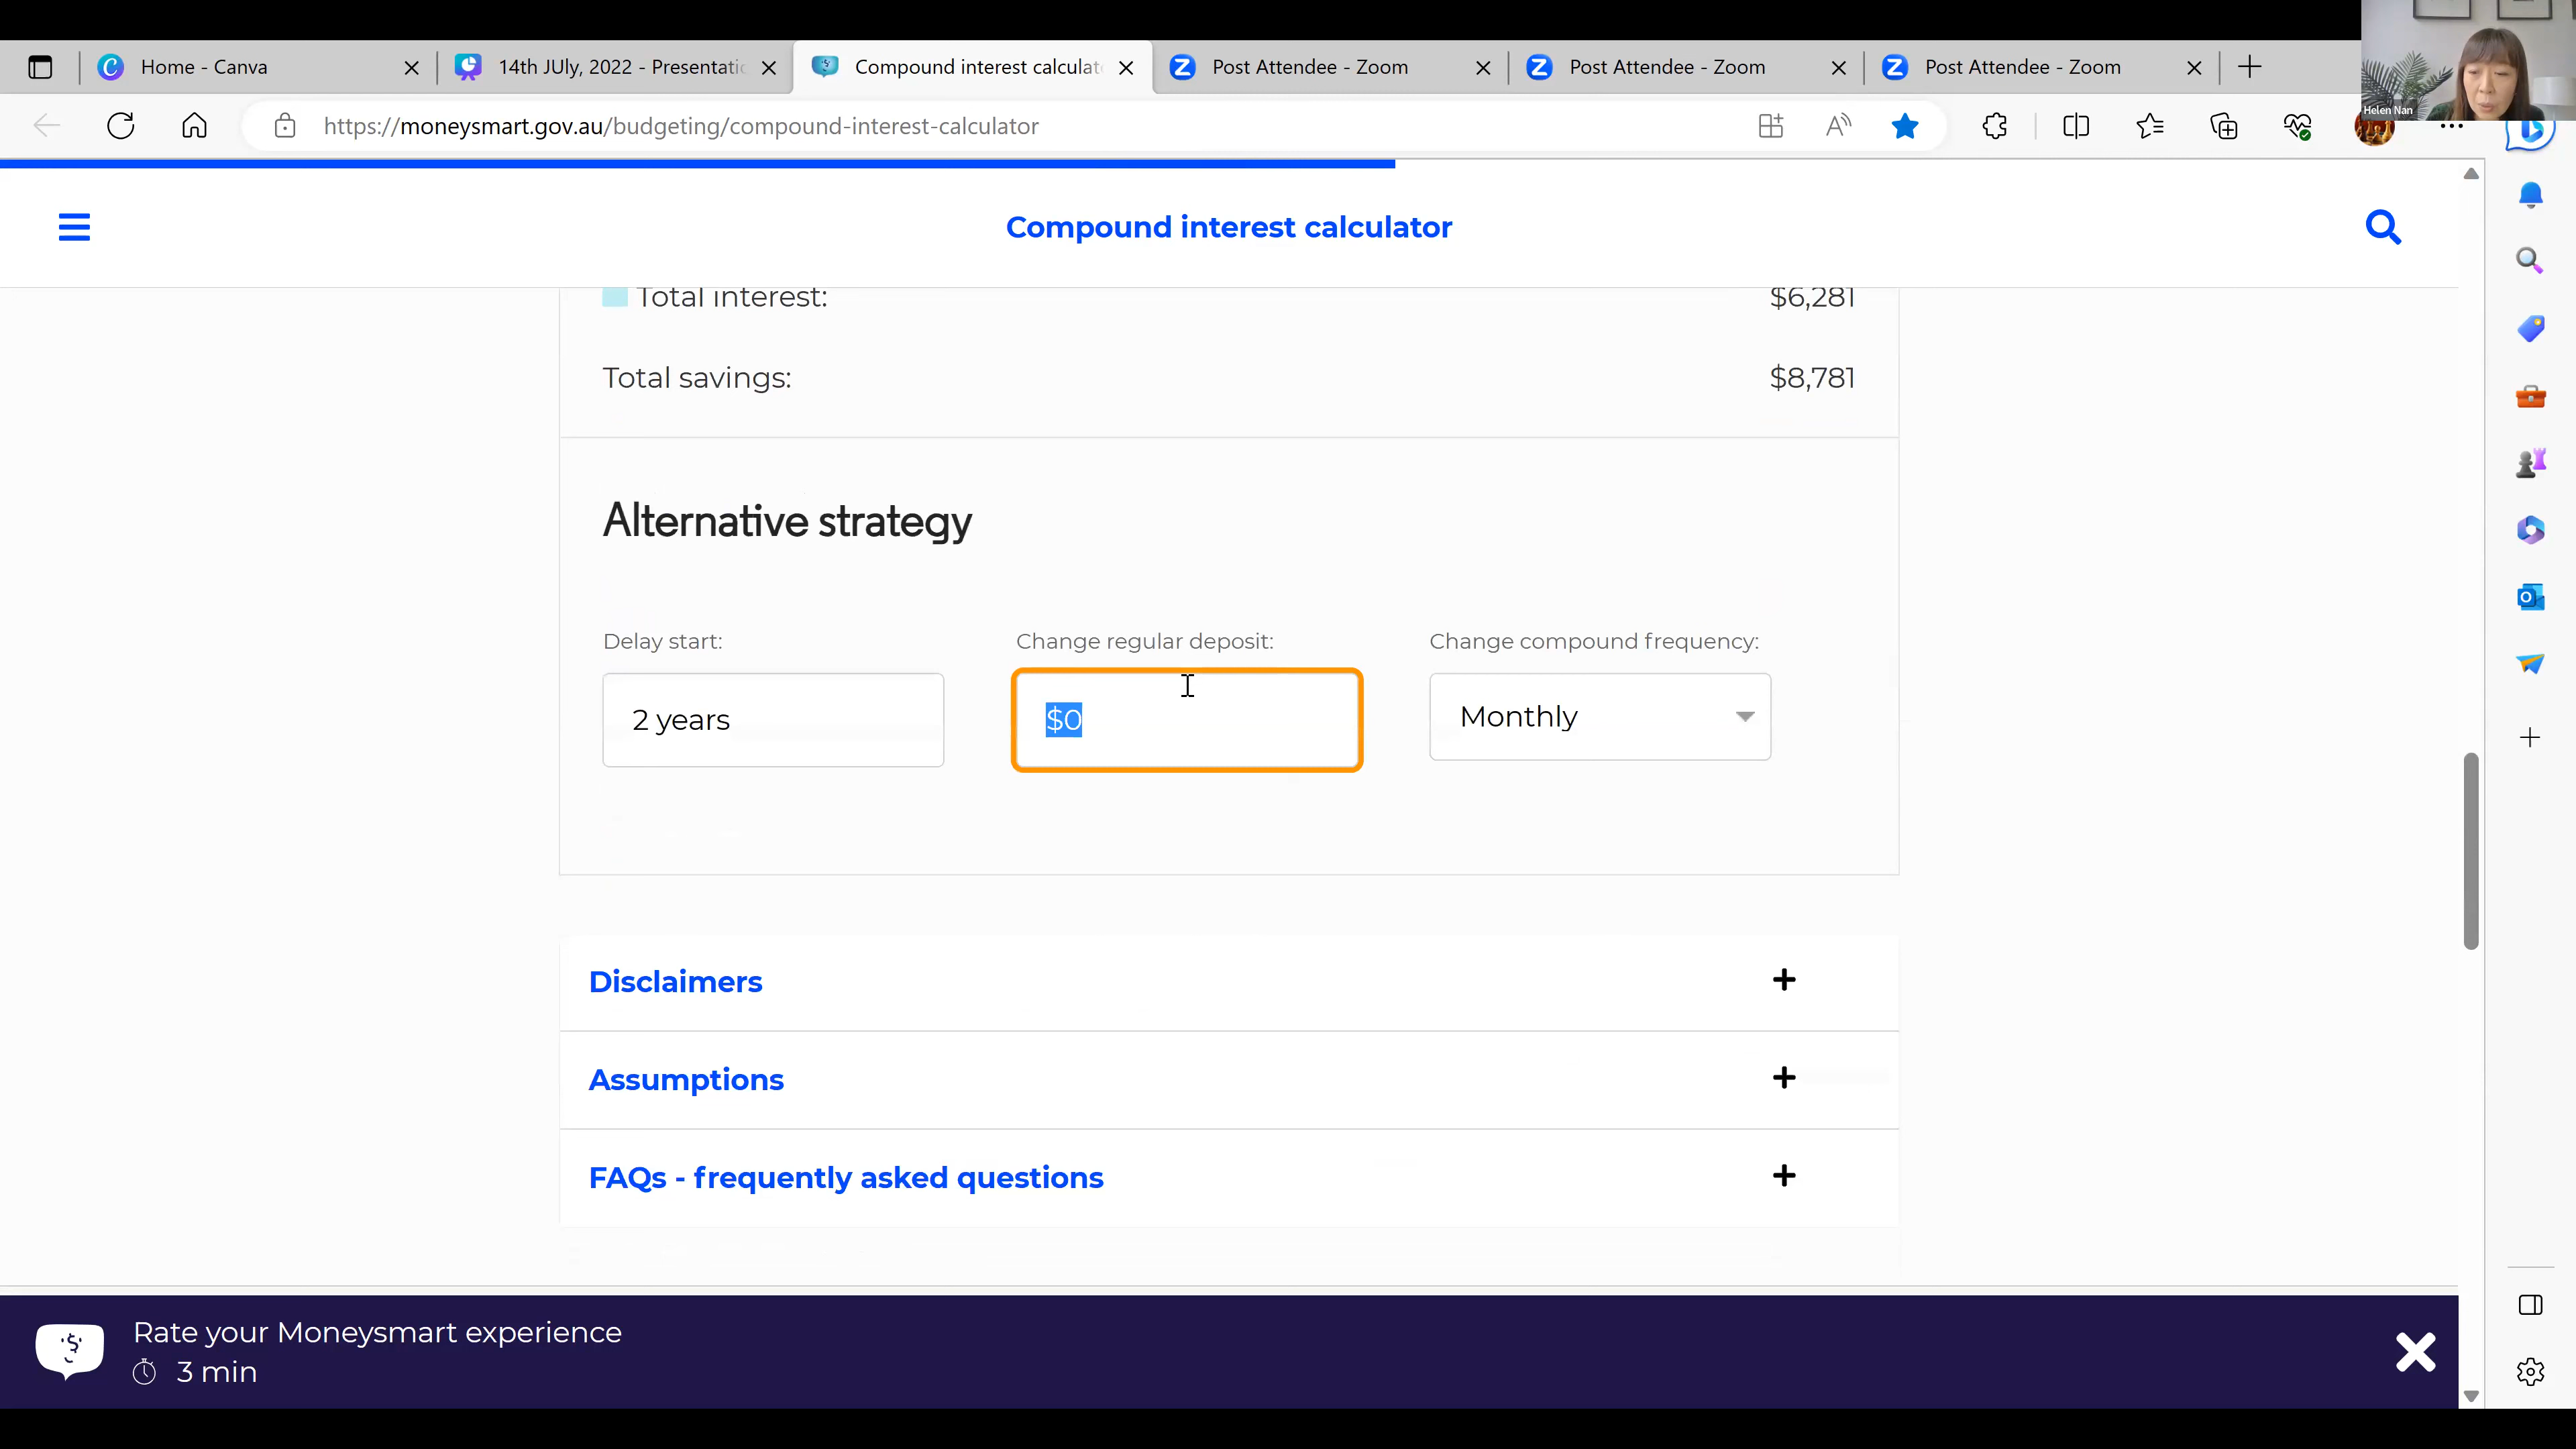 Home - Canva
14th JUly, 2022 - Presentatio
Compound interest calculat
Post Attendee - Zoom
Post Attendee - Zoom
Post Attendee - Zoom
Helen Nan
https://moneysmart.gov.au/budgeting/compound-interest-calculator
Compound interest calculator
Total interest: $6,281
Total savings: $8,781
Alternative strategy
Delay start: Change regular deposit: Change compound frequency:
2 years $0 Monthly
Disclaimers +
Assumptions +
FAQs - frequently asked questions +
Rate your Moneysmart experience
3 min